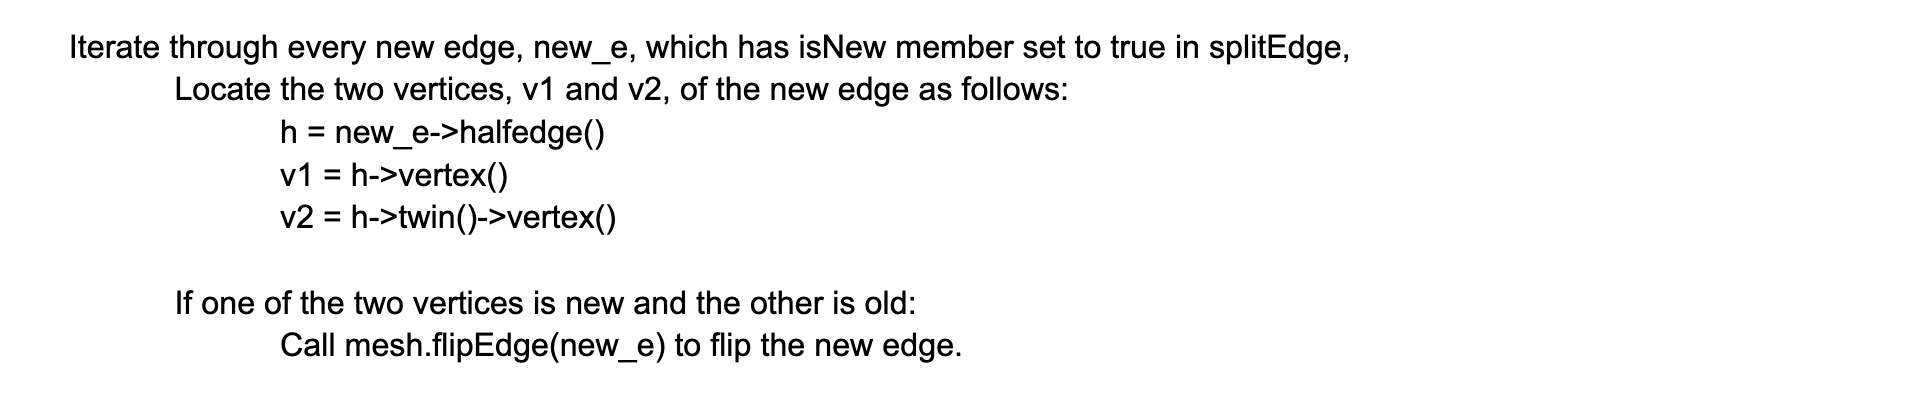 Iterate through every new edge, new_e, which has isNew member set to true in splitEdge,
Locate the two vertices, v1 and v2, of the new edge as follows:
h = new_e->halfedge()
v1 = h->vertex()
v2 = h->twin()->vertex()
If one of the two vertices is new and the other is old:
Call mesh.flipEdge(new_e) to flip the new edge.